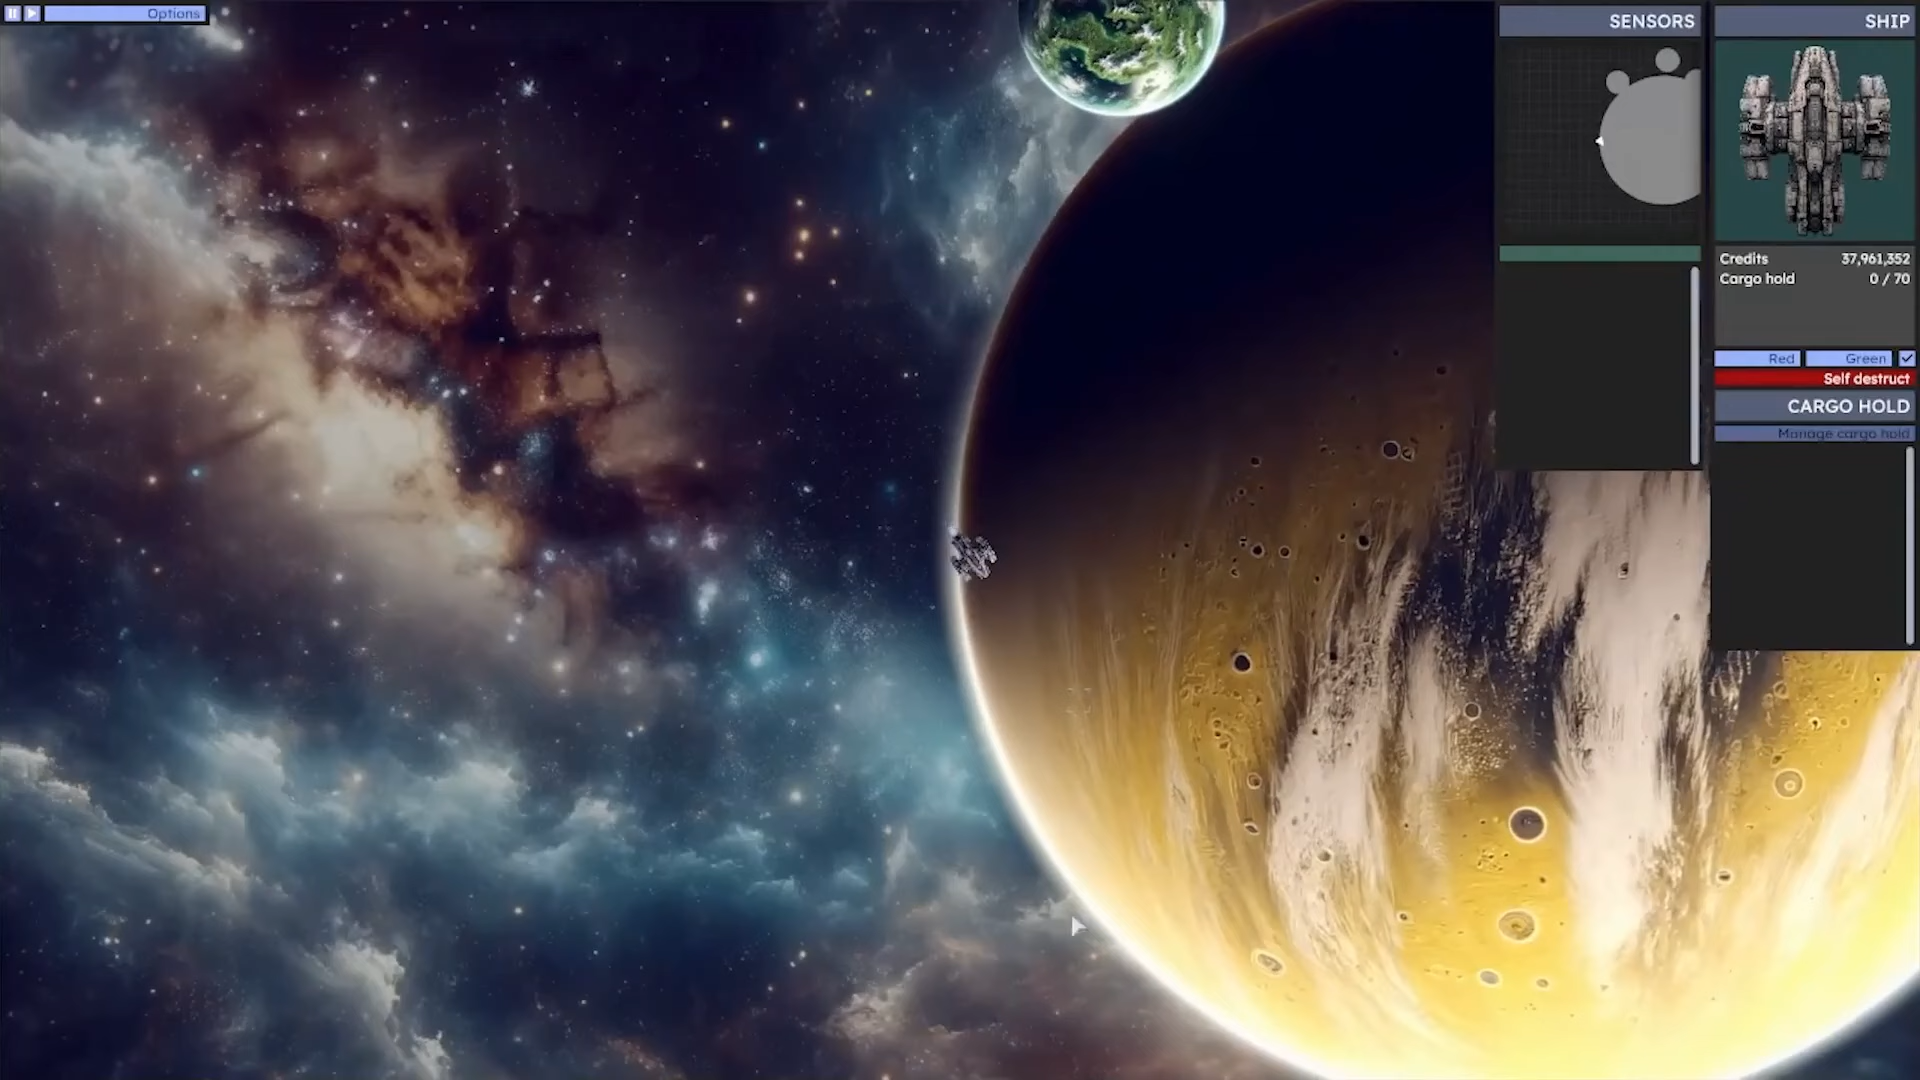 Options
SENSORS
SHIP
Credits 37,961,352
Cargo hold 0 / 70
Red Green
Self destruct
CARGO HOLD
Manage cargo hold